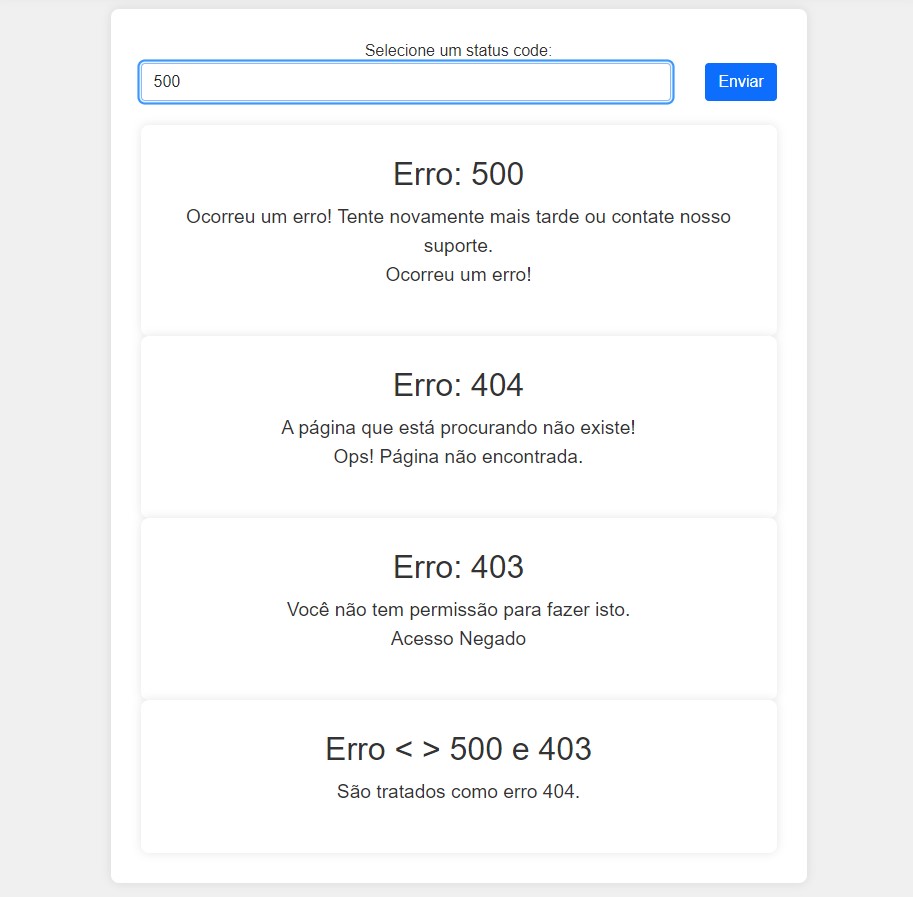 Selecione um status code:
500
Enviar
Erro: 500
Ocorreu um erro! Tente novamente mais tarde ou contate nosso
suporte.
Ocorreu um erro!
Erro: 404
A página que está procurando não existe!
Ops! Página não encontrada.
Erro: 403
Você não tem permissão para fazer isto.
Acesso Negado
Erro < > 500 e 403
São tratados como erro 404.